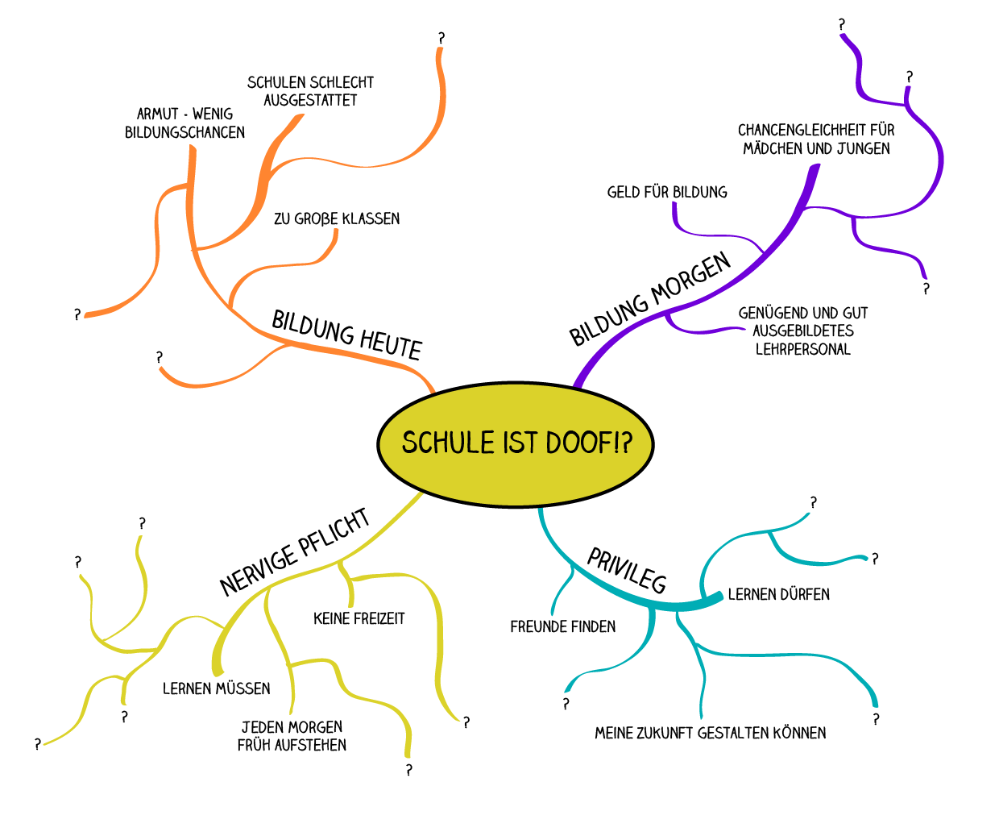 ?
SCHULEN SCHLECHT
AUSGESTATTET
ARMUT - WENIG
BILDUNGSCHANCEN
ZU GROßE KLASSEN
?
?
BILDUNG HEUTE
?
?
CHANCENGLEICHHEIT FÜR
MÄDCHEN UND JUNGEN
GELD FÜR BILDUNG
BILDUNG MORGEN
?
GENÜGEND UND GUT
AUSGEBILDETES
LEHRPERSONAL
SCHULE IST DOOF!?
NERVIGE PFLICHT
?
?
KEINE FREIZEIT
LERNEN MÜSSEN
?
?
JEDEN MORGEN
FRÜH AUFSTEHEN
?
?
PRIVILEG
?
?
LERNEN DÜRFEN
FREUNDE FINDEN
?
?
MEINE ZUKUNFT GESTALTEN KÖNNEN